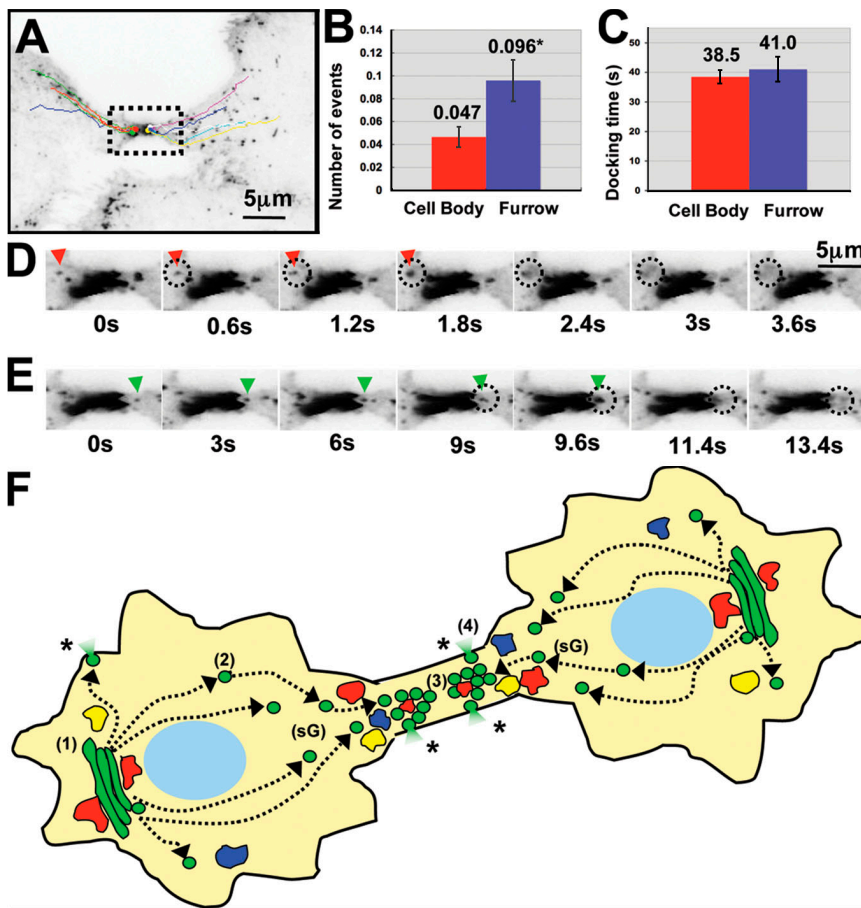 A
5μm
B
Number of events
0.14
0.12
0.1
0.08
0.06
0.04
0.02
0
0.047
0.096*
Cell Body
Furrow
C
Docking time (s)
50
40
30
20
10
0
38.5
41.0
Cell Body
Furrow
D
5μm
0s
0.6s
1.2s
1.8s
2.4s
3s
3.6s
E
0s
3s
6s
9s
9.6s
11.4s
13.4s
F
(4)
*
(sG)
*
(2)
(3)
(1)
(sG)
*
*